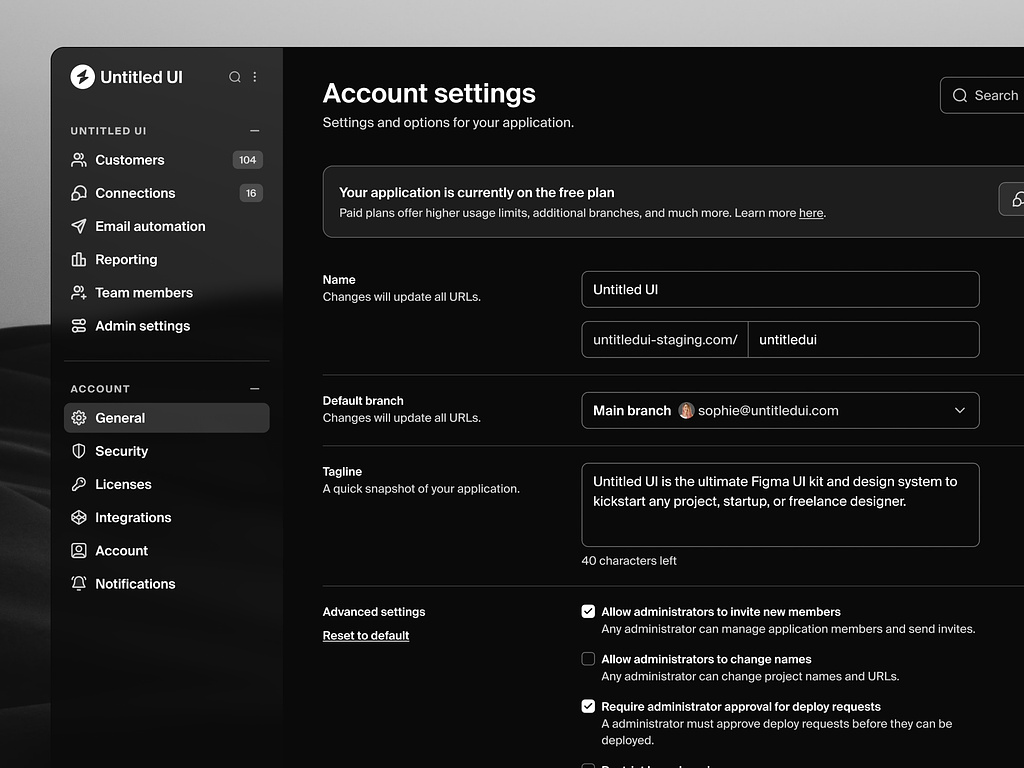 Untitled UI
UNTITLED UI
Customers 104
Connections 16
Email automation
Reporting
Team members
Admin settings
ACCOUNT
General
Security
Licenses
Integrations
Account
Notifications
Account settings
Settings and options for your application.
Search
Your application is currently on the free plan
Paid plans offer higher usage limits, additional branches, and much more. Learn more here.
Name
Changes will update all URLs.
Untitled UI
untitledui-staging.com/ untitledui
Default branch
Changes will update all URLs.
Main branch sophie@untitledui.com
Tagline
A quick snapshot of your application.
Untitled UI is the ultimate Figma UI kit and design system to
kickstart any project, startup, or freelance designer.
40 characters left
Advanced settings
Reset to default
Allow administrators to invite new members
Any administrator can manage application members and send invites.
Allow administrators to change names
Any administrator can change project names and URLs.
Require administrator approval for deploy requests
A administrator must approve deploy requests before they can be
deployed.